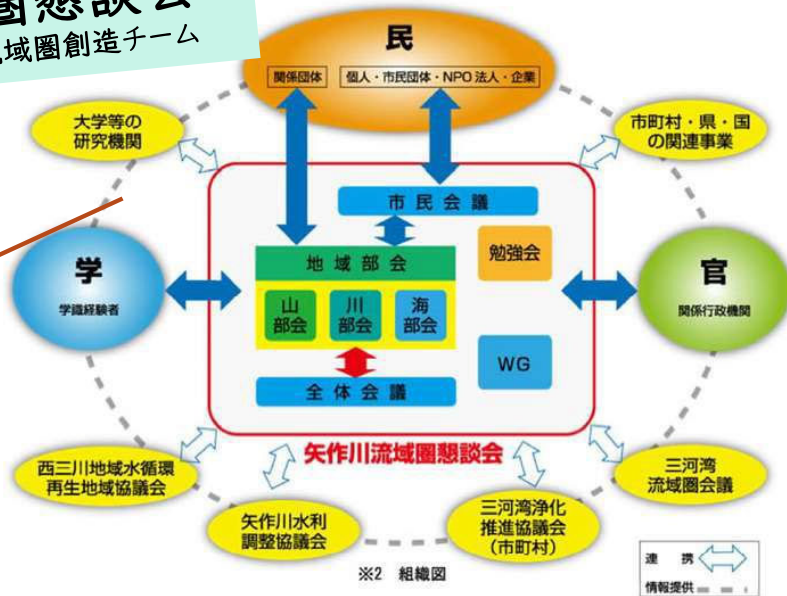 圏懇談会
域圏創造チーム
民
関係団体
個人・市民団体・NPO法人・企業
大学等の
研究機関
市町村・県・国
の関連事業
市民会議
地域部会
勉強会
学
学識経験者
山
部会
川
部会
海
部会
官
関係行政機関
WG
全体会議
矢作川流域圏懇談会
西三川地域水循環
再生地域協議会
三河湾
流域圏会議
矢作川水利
調整協議会
三河湾浄化
推進協議会
(市町村)
※2 組織図
連携
情報提供